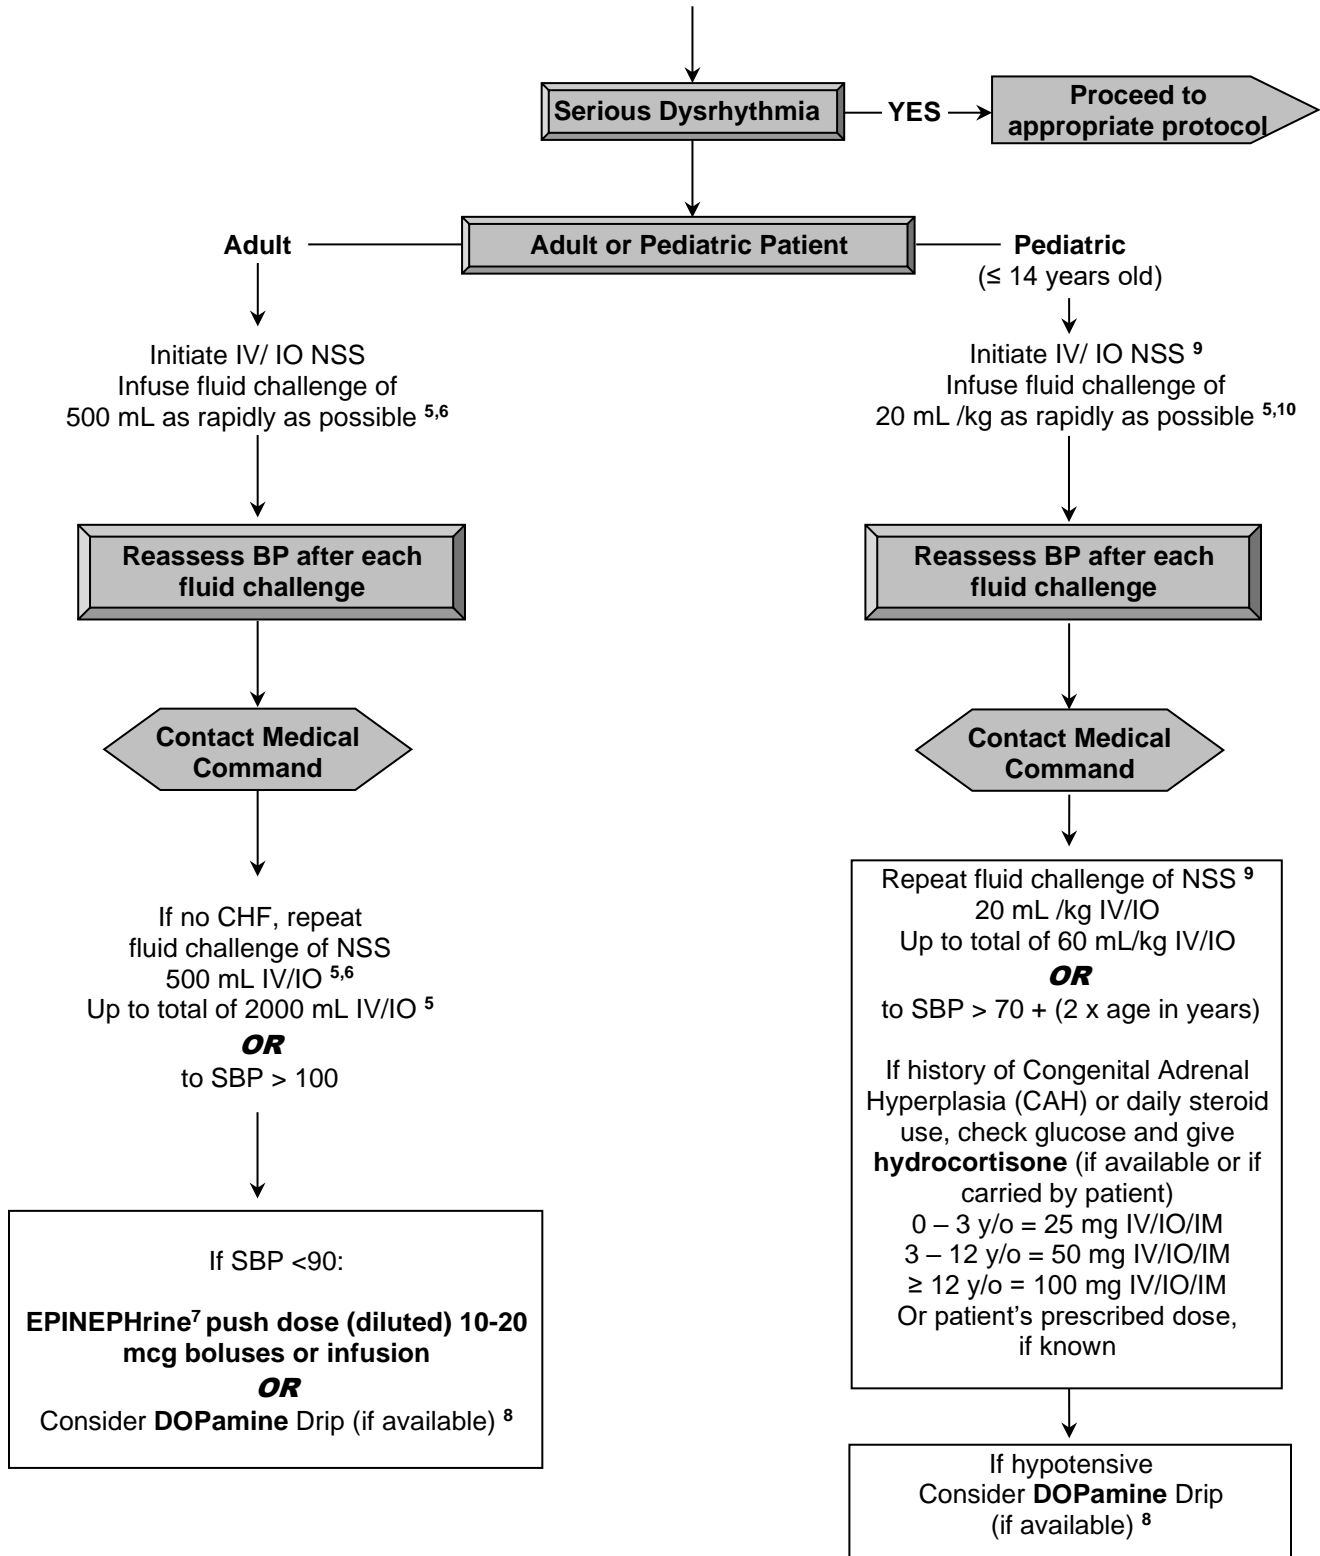 Serious Dysrhythmia
YES
Proceed to
appropriate protocol
Adult or Pediatric Patient
Adult
Initiate IV/ IO NSS
Infuse fluid challenge of
500 mL as rapidly as possible 5,6
Reassess BP after each
fluid challenge
Contact Medical
Command
If no CHF, repeat
fluid challenge of NSS
500 mL IV/IO 5,6
Up to total of 2000 mL IV/IO 5
OR
to SBP > 100
If SBP <90:
EPINEPHrine7 push dose (diluted) 10-20
mcg boluses or infusion
OR
Consider DOPamine Drip (if available) 8
Pediatric
(≤ 14 years old)
Initiate IV/ IO NSS 9
Infuse fluid challenge of
20 mL /kg as rapidly as possible 5,10
Reassess BP after each
fluid challenge
Contact Medical
Command
Repeat fluid challenge of NSS 9
20 mL /kg IV/IO
Up to total of 60 mL/kg IV/IO
OR
to SBP > 70 + (2 x age in years)
If history of Congenital Adrenal
Hyperplasia (CAH) or daily steroid
use, check glucose and give
hydrocortisone (if available or if
carried by patient)
0 – 3 y/o = 25 mg IV/IO/IM
3 – 12 y/o = 50 mg IV/IO/IM
≥ 12 y/o = 100 mg IV/IO/IM
Or patient's prescribed dose,
if known
If hypotensive
Consider DOPamine Drip
(if available) 8